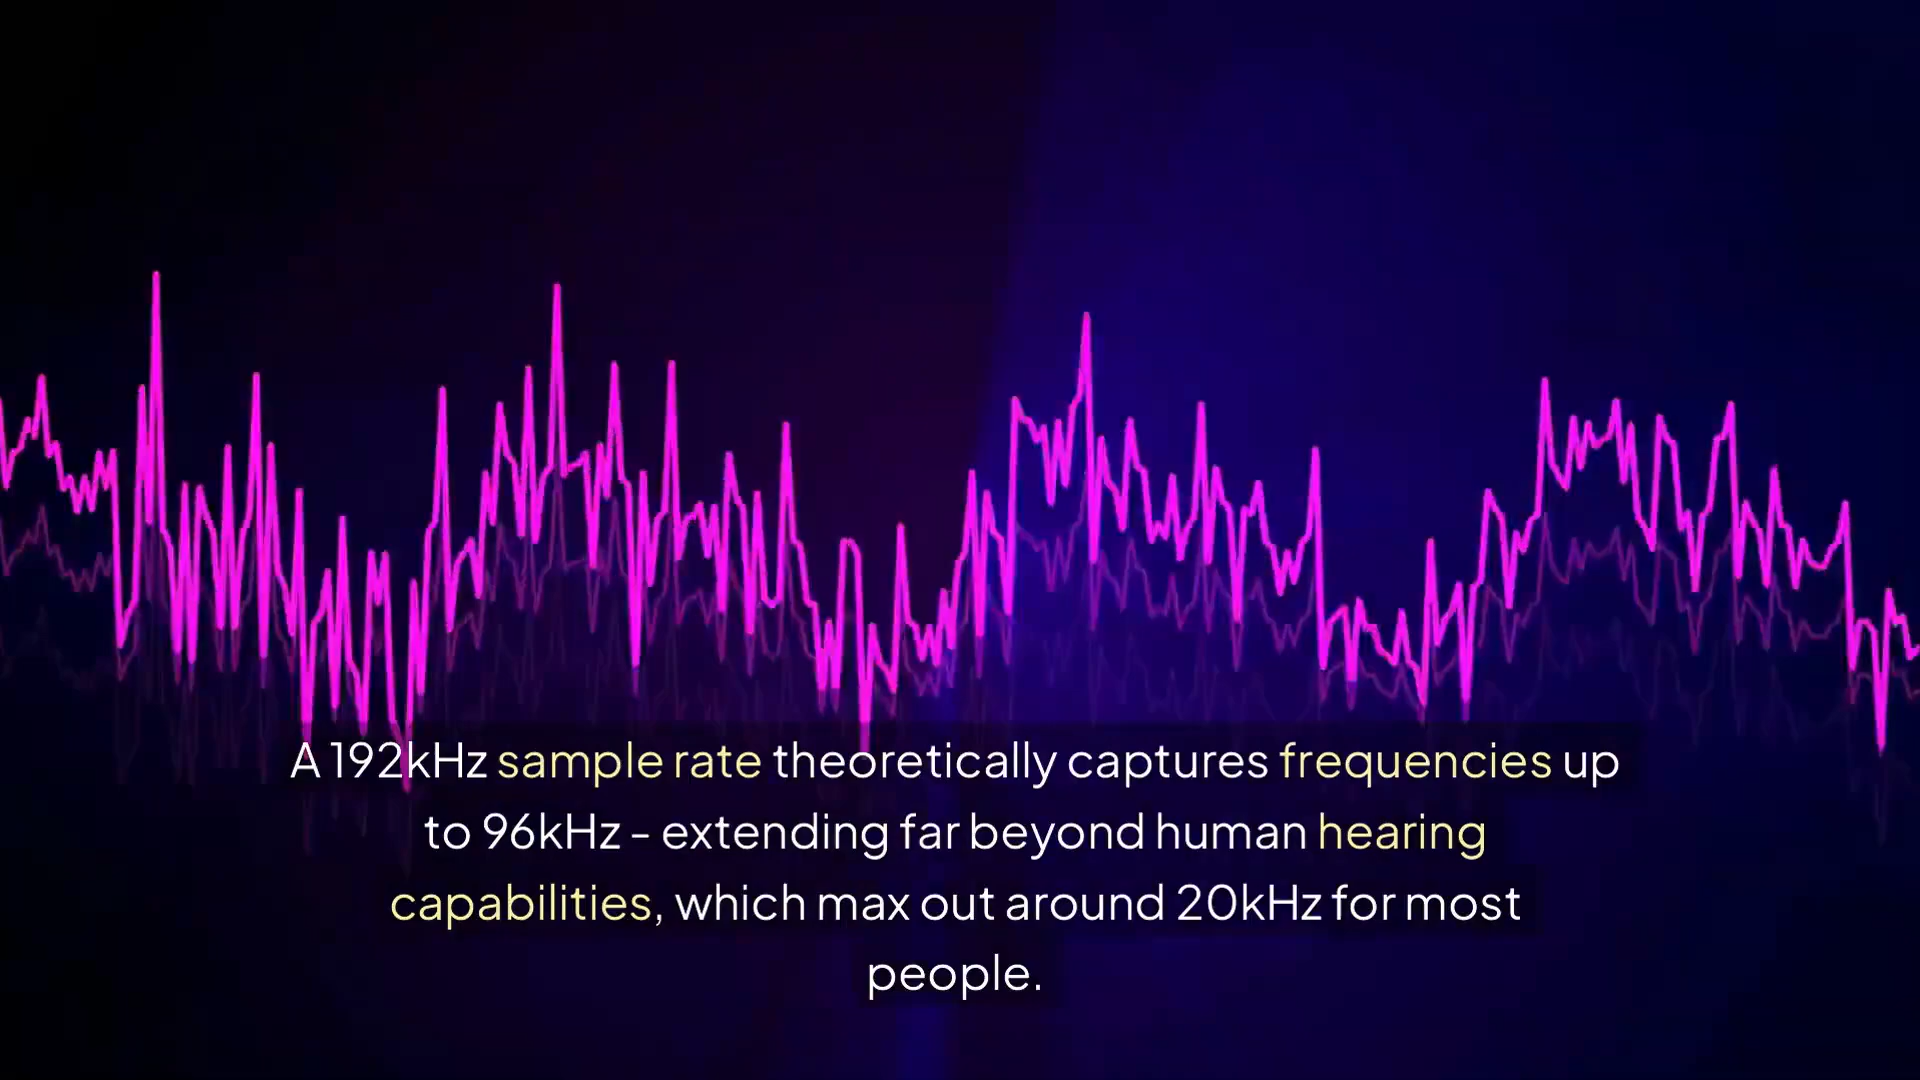 A 192kHz sample rate theoretically captures frequencies up
to 96kHz - extending far beyond human hearing
capabilities, which max out around 20kHz for most
people.